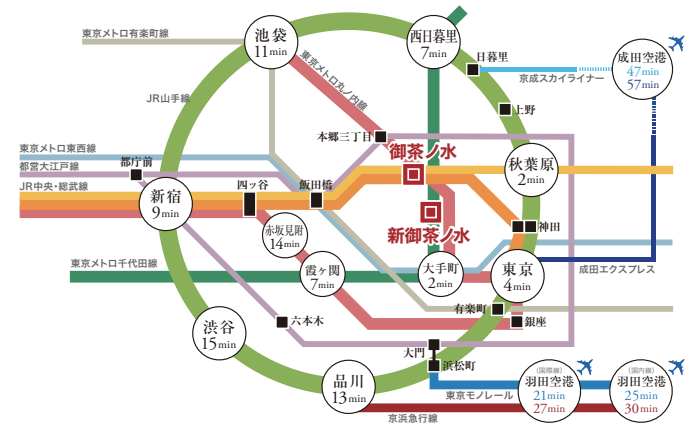 東京メトロ有楽町線
池袋
11min
西日暮里
7min
日暮里
京成スカイライナー
成田空港
47min
57min
東京メトロ丸ノ内線
JR山手線
上野
本郷三丁目
御茶ノ水
秋葉原
2min
東京メトロ東西線
都営大江戸線
都庁前
JR中央・総武線
新宿
9min
四ッ谷
飯田橋
赤坂見附
14min
新御茶ノ水
神田
東京メトロ千代田線
霞ヶ関
7min
大手町
2min
東京
4min
成田エクスプレス
有楽町
銀座
六本木
渋谷
15min
大門
浜松町
品川
13min
東京モノレール
京浜急行線
(国際線)
羽田空港
21min
27min
(国内線)
羽田空港
25min
30min